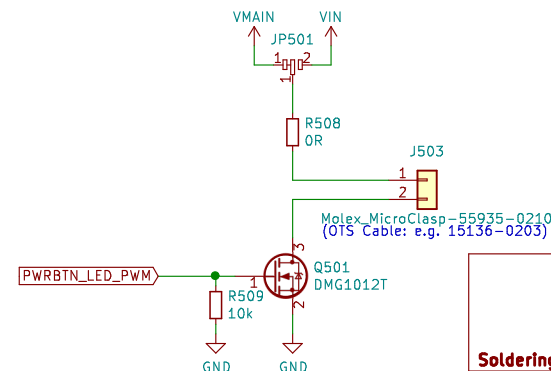 VMAIN VIN
JP501
1 2
1
R508
0R
J503
1
2
Molex_MicroClasp-55935-0210
(OTS Cable: e.g. 15136-0203)
3
Q501
DMG1012T
PWRBTN_LED_PWM
1
2
R509
10k
GND GND
Soldering